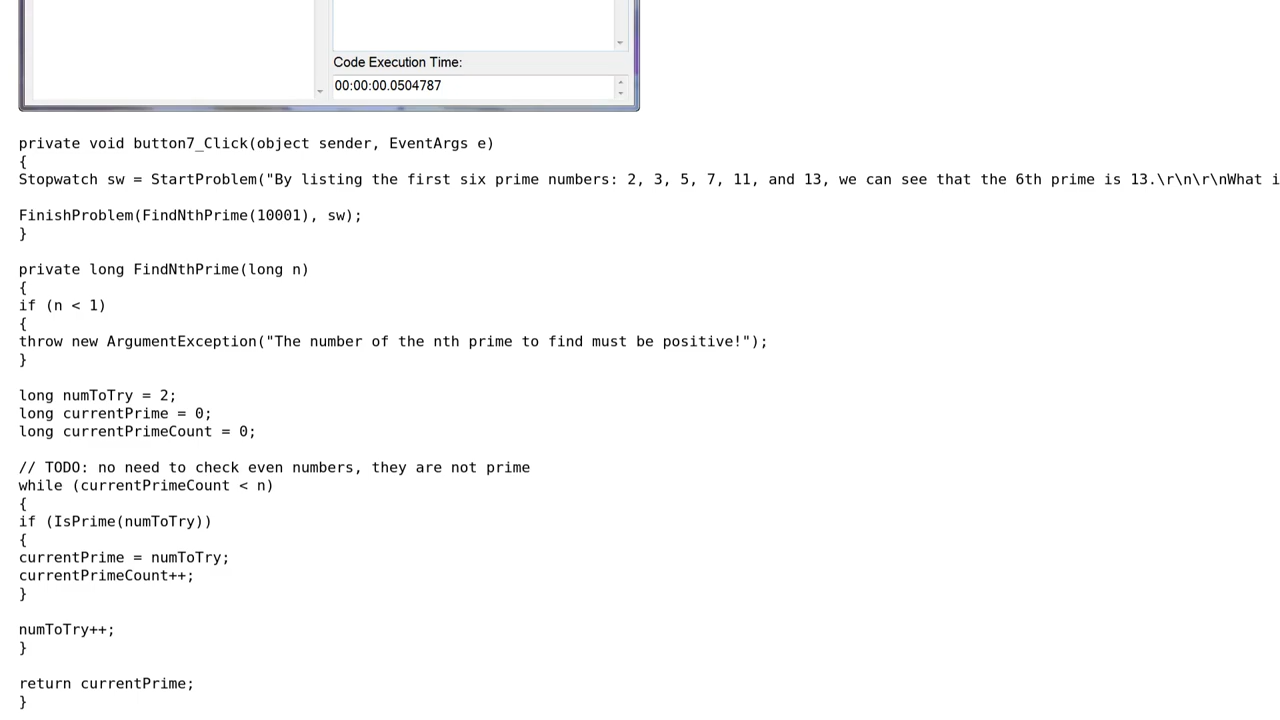 Code Execution Time:
00:00:00.0504787
private void button7_Click(object sender, EventArgs e)
{
Stopwatch sw = StartProblem("By listing the first six prime numbers: 2, 3, 5, 7, 11, and 13, we can see that the 6th prime is 13.\r\n\r\nWhat i
FinishProblem(FindNthPrime(10001), sw);
}
private long FindNthPrime(long n)
{
if (n < 1)
{
throw new ArgumentException("The number of the nth prime to find must be positive!");
}
long numToTry = 2;
long currentPrime = 0;
long currentPrimeCount = 0;
// TODO: no need to check even numbers, they are not prime
while (currentPrimeCount < n)
{
if (IsPrime(numToTry))
{
currentPrime = numToTry;
currentPrimeCount++;
}
numToTry++;
}
return currentPrime;
}